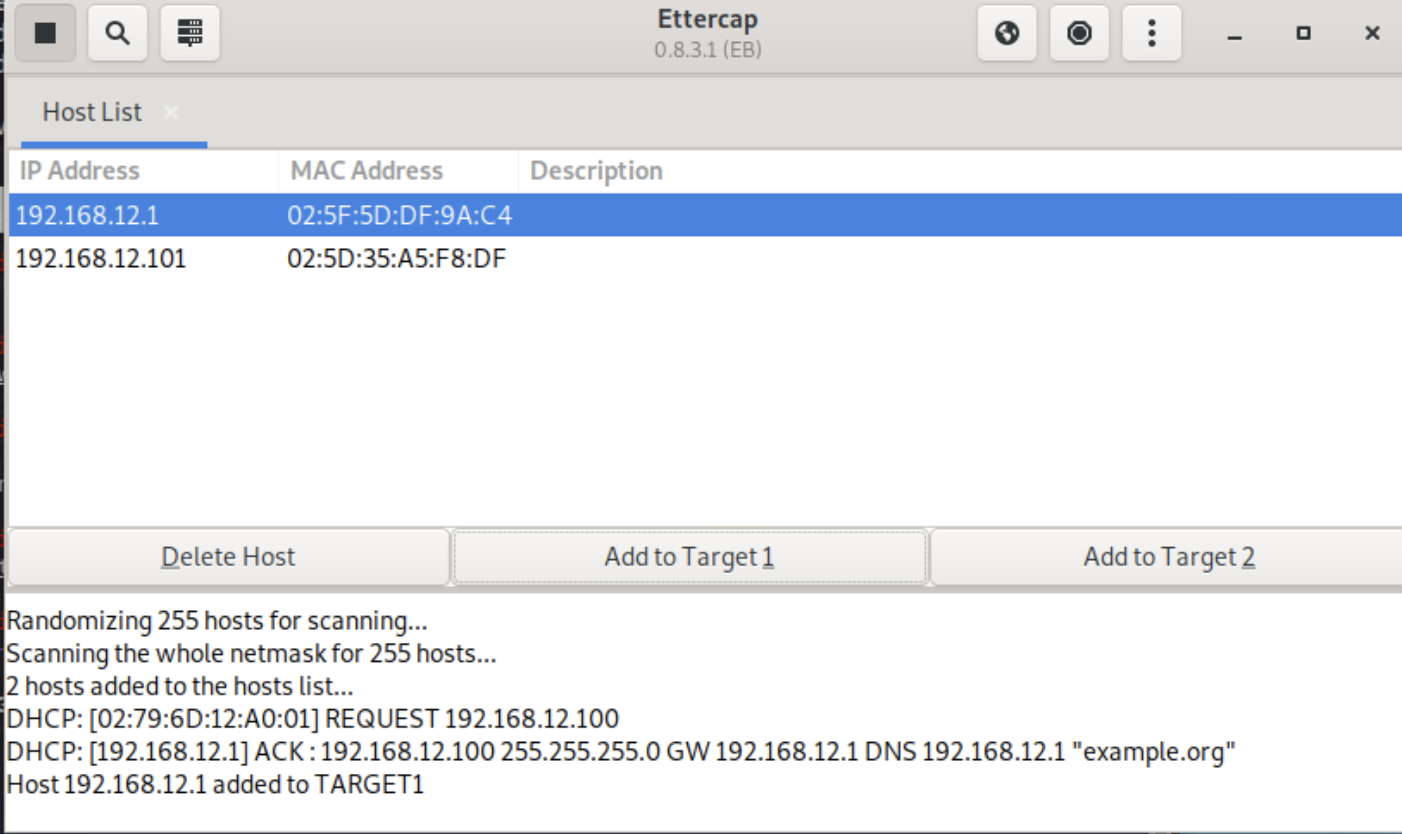 Ettercap
0.8.3.1 (EB)
Host List ×
IP Address MAC Address Description
192.168.12.1 02:5F:5D:DF:9A:C4
192.168.12.101 02:5D:35:A5:F8:DF
Delete Host Add to Target 1 Add to Target 2
Randomizing 255 hosts for scanning...
Scanning the whole netmask for 255 hosts...
2 hosts added to the hosts list...
DHCP: [02:79:6D:12:A0:01] REQUEST 192.168.12.100
DHCP: [192.168.12.1] ACK : 192.168.12.100 255.255.255.0 GW 192.168.12.1 DNS 192.168.12.1 "example.org"
Host 192.168.12.1 added to TARGET1